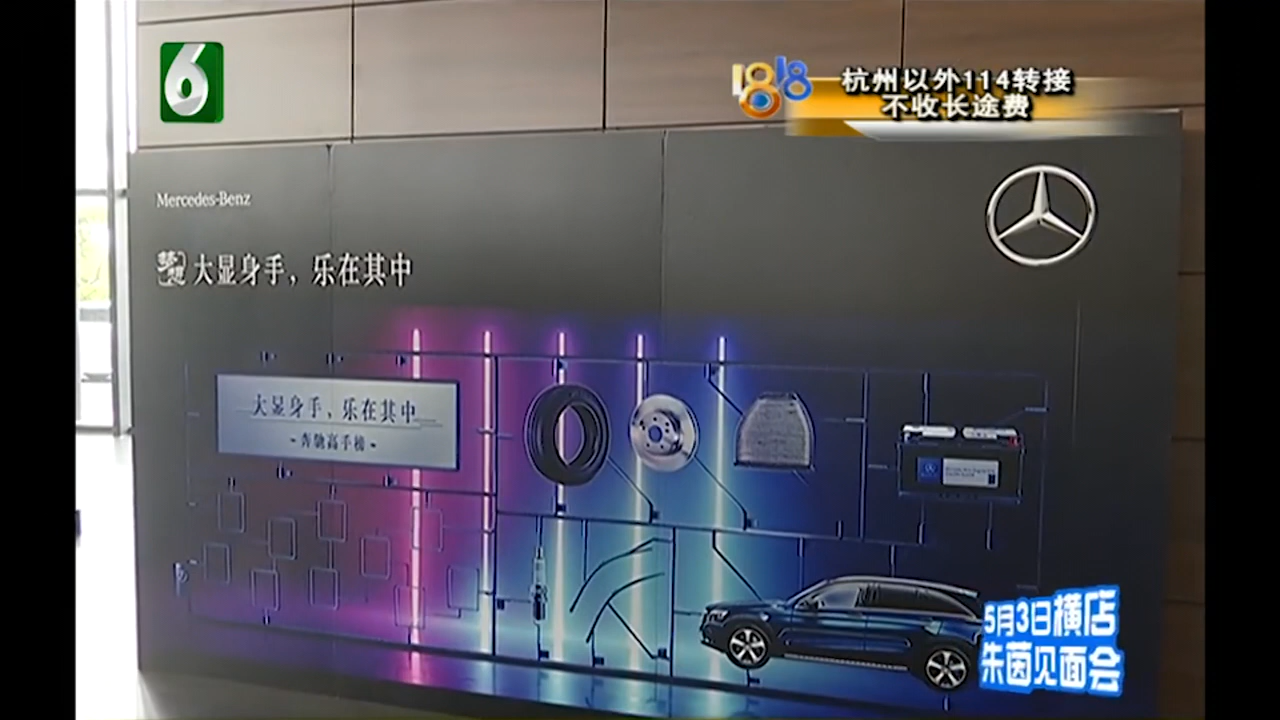 6
1818
杭州以外114转接
不收长途费
Mercedes-Benz
梦想 大显身手，乐在其中
大显身手，乐在其中
~奔驰高手榜~
5月3日横店
朱茵见面会